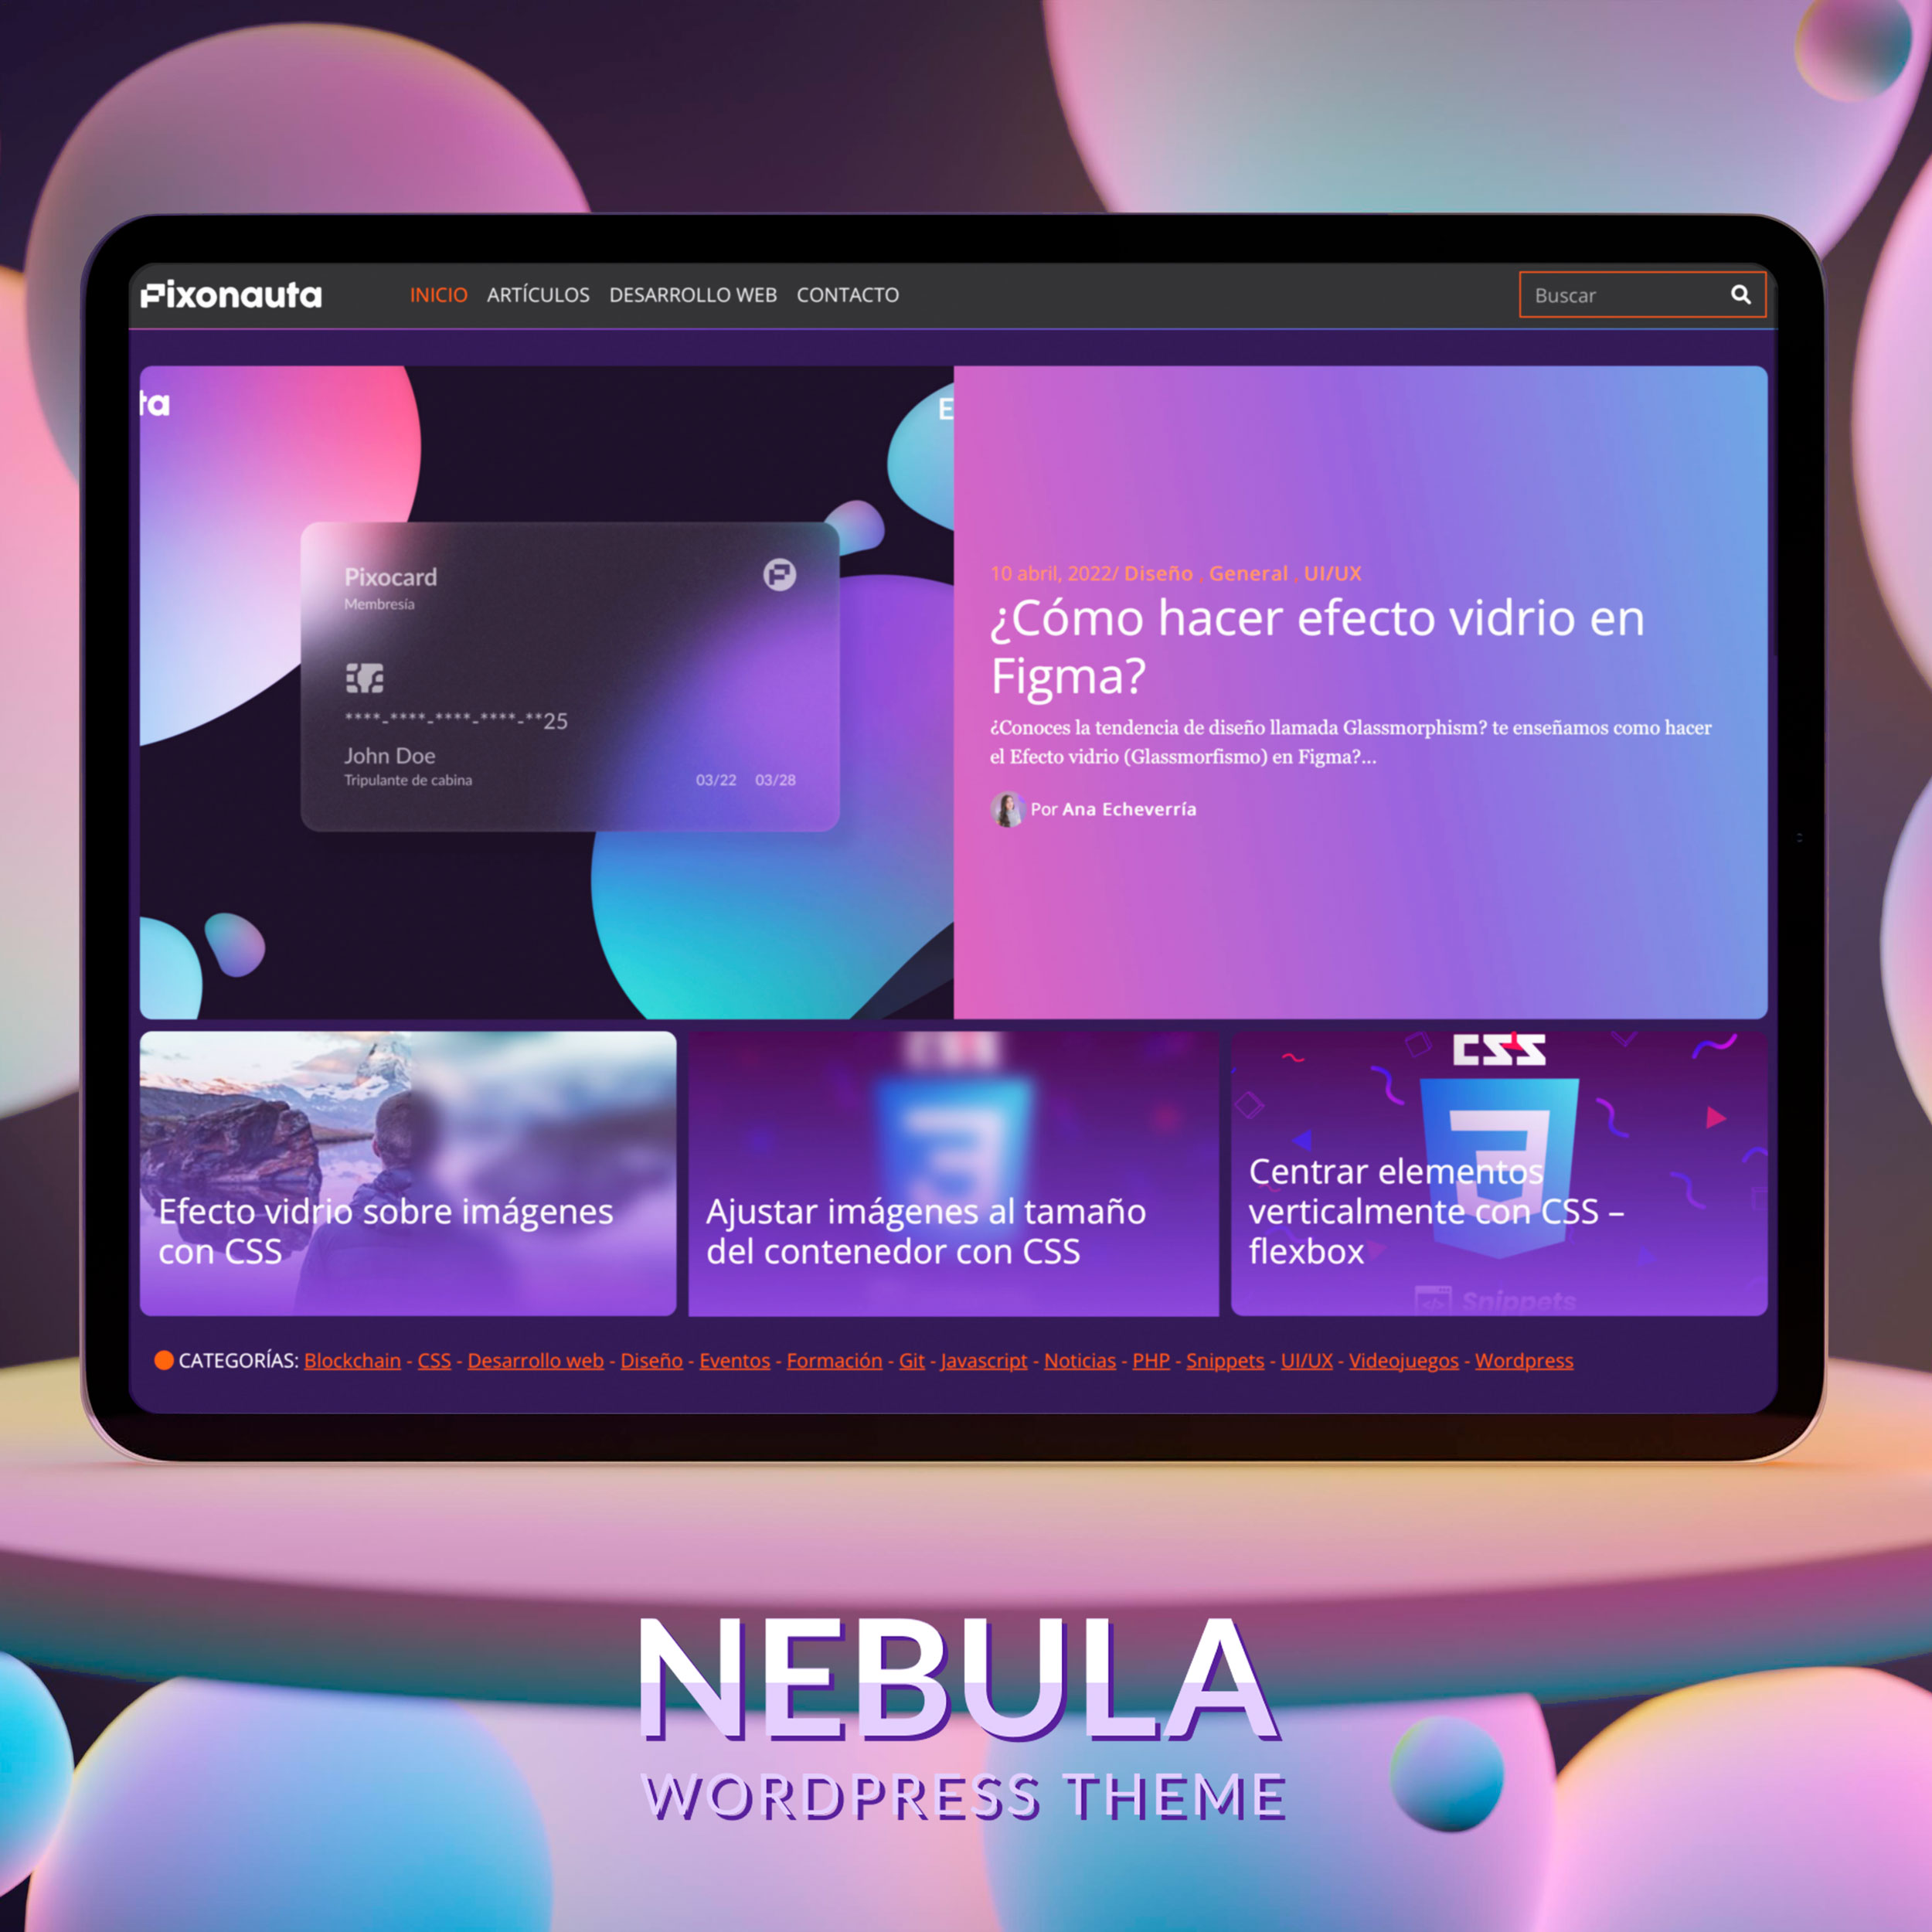 Pixonauta
INICIO ARTÍCULOS DESARROLLO WEB CONTACTO
Buscar
ta
E
Pixocard
Membresía
****-****-****-****-**25
John Doe
Tripulante de cabina
03/22 03/28
10 abril, 2022/ Diseño , General , UI/UX
¿Cómo hacer efecto vidrio en
Figma?
¿Conoces la tendencia de diseño llamada Glassmorphism? te enseñamos como hacer
el Efecto vidrio (Glassmorfismo) en Figma?...
Por Ana Echeverría
Efecto vidrio sobre imágenes
con CSS
3
Ajustar imágenes al tamaño
del contenedor con CSS
CSS
3
Centrar elementos
verticalmente con CSS –
flexbox
</> Snippets
CATEGORÍAS: Blockchain - CSS - Desarrollo web - Diseño - Eventos - Formación - Git - Javascript - Noticias - PHP - Snippets - UI/UX - Videojuegos - Wordpress
NEBULA
WORDPRESS THEME